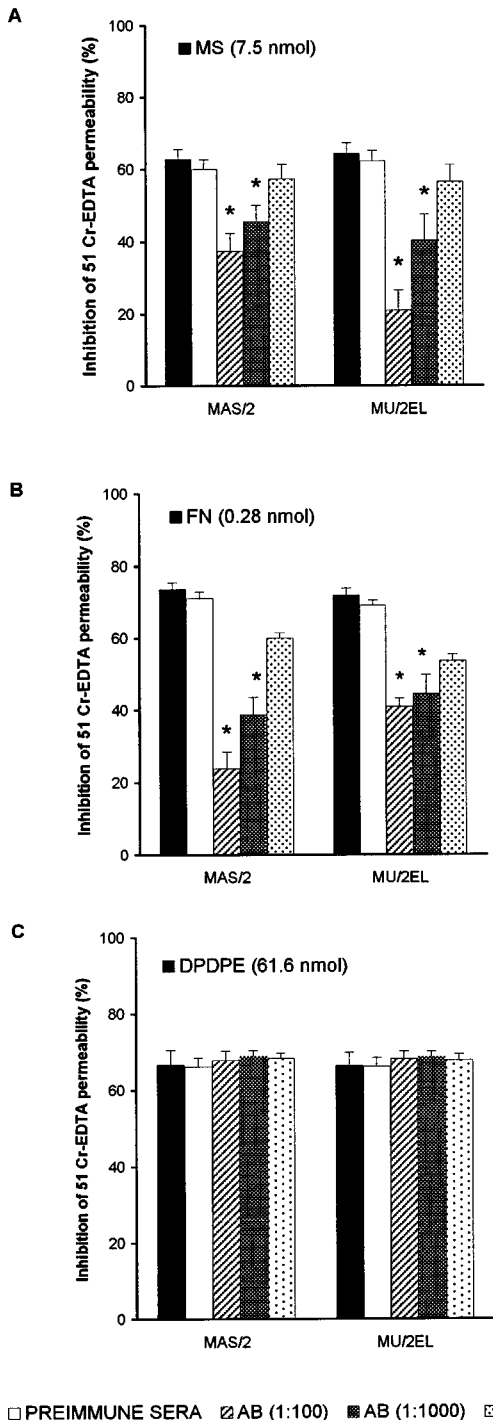 A
Inhibition of 51 Cr-EDTA permeability (%)
100
80
60
40
20
0
MS (7.5 nmol)
*
*
*
*
MAS/2
MU/2EL
B
Inhibition of 51 Cr-EDTA permeability (%)
100
80
60
40
20
0
FN (0.28 nmol)
*
*
*
*
MAS/2
MU/2EL
C
Inhibition of 51 Cr-EDTA permeability (%)
100
80
60
40
20
0
DPDPE (61.6 nmol)
MAS/2
MU/2EL
PREIMMUNE SERA AB (1:100) AB (1:1000)